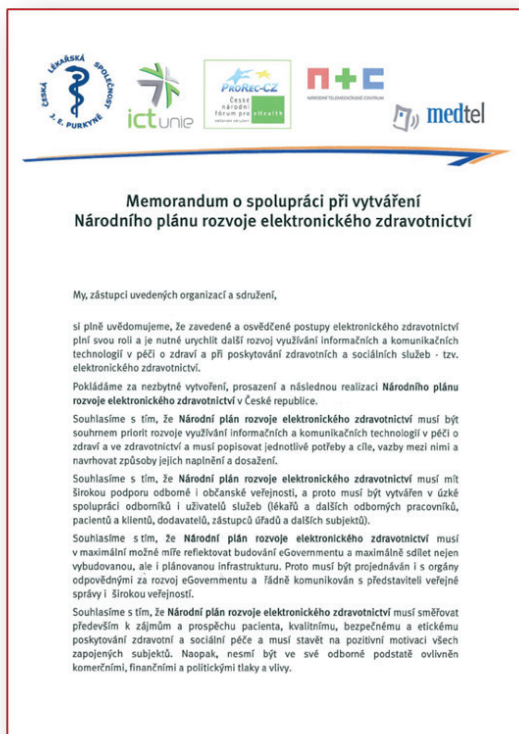 ČESKÁ LÉKAŘSKÁ SPOLEČNOST
J. E. PURKYNĚ
ictunie
PROREC-CZ
České
národní
fórum pro eHealth
n+c
NÁRODNÍ TELEMEDICÍNSKÉ CENTRUM
medtel
Memorandum o spolupráci při vytváření
Národního plánu rozvoje elektronického zdravotnictví
My, zástupci uvedených organizací a sdružení,
si plně uvědomujeme, že zavedené a osvědčené postupy elektronického zdravotnictví
plní svou roli a je nutné urychlit další rozvoj využívání informačních a komunikačních
technologií v péči o zdraví a při poskytování zdravotních a sociálních služeb - tzv.
elektronického zdravotnictví.
Pokládáme za nezbytné vytvoření, prosazení a následnou realizaci Národního plánu
rozvoje elektronického zdravotnictví v České republice.
Souhlasíme s tím, že Národní plán rozvoje elektronického zdravotnictví musí být
souhrnem priorit rozvoje využívání informačních a komunikačních technologií v péči o
zdraví a ve zdravotnictví a musí popisovat jednotlivé potřeby a cíle, vazby mezi nimi a
navrhovat způsoby jejich naplnění a dosažení.
Souhlasíme s tím, že Národní plán rozvoje elektronického zdravotnictví musí mít
širokou podporu odborné i občanské veřejnosti, a proto musí být vytvářen v úzké
spolupráci odborníků i uživatelů služeb (lékařů a dalších odborných pracovníků,
pacientů a klientů, dodavatelů, zástupců úřadů a dalších subjektů).
Souhlasíme s tím, že Národní plán rozvoje elektronického zdravotnictví musí
v maximální možné míře reflektovat budování eGovernmentu a maximálně sdílet nejen
vybudovanou, ale i plánovanou infrastrukturu. Proto musí být projednáván i s orgány
odpovědnými za rozvoj eGovernmentu a řádně komunikován s představiteli veřejné
správy i širokou veřejností.
Souhlasíme s tím, že Národní plán rozvoje elektronického zdravotnictví musí směřovat
především k zájmům a prospěchu pacienta, kvalitnímu, bezpečnému a etickému
poskytování zdravotní a sociální péče a musí stavět na pozitivní motivaci všech
zapojených subjektů. Naopak, nesmí být ve své odborné podstatě ovlivněn
komerčními, finančními a politickými tlaky a vlivy.